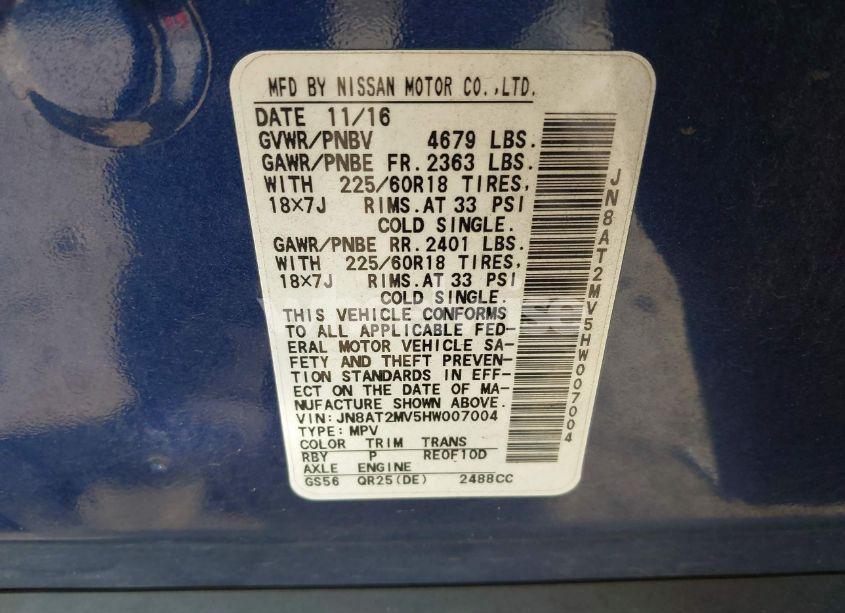 MFD BY NISSAN MOTOR CO.,LTD.
DATE 11/16
GVWR/PNBV 4679 LBS.
GAWR/PNBE FR. 2363 LBS.
WITH 225/60R18 TIRES,
18×7J RIMS. AT 33 PSI
COLD SINGLE.
GAWR/PNBE RR. 2401 LBS.
WITH 225/60R18 TIRES,
18×7J RIMS. AT 33 PSI
COLD SINGLE.
THIS VEHICLE CONFORMS
TO ALL APPLICABLE FED-
ERAL MOTOR VEHICLE SA-
FETY AND THEFT PREVEN-
TION STANDARDS IN EFF-
ECT ON THE DATE OF MA-
NUFACTURE SHOWN ABOVE.
VIN:JN8AT2MV5HW007004
TYPE:MPV
COLOR TRIM TRANS
RBY P RE0F10D
AXLE ENGINE
GS56 QR25(DE) 2488CC
JN8AT2MV5HW007004